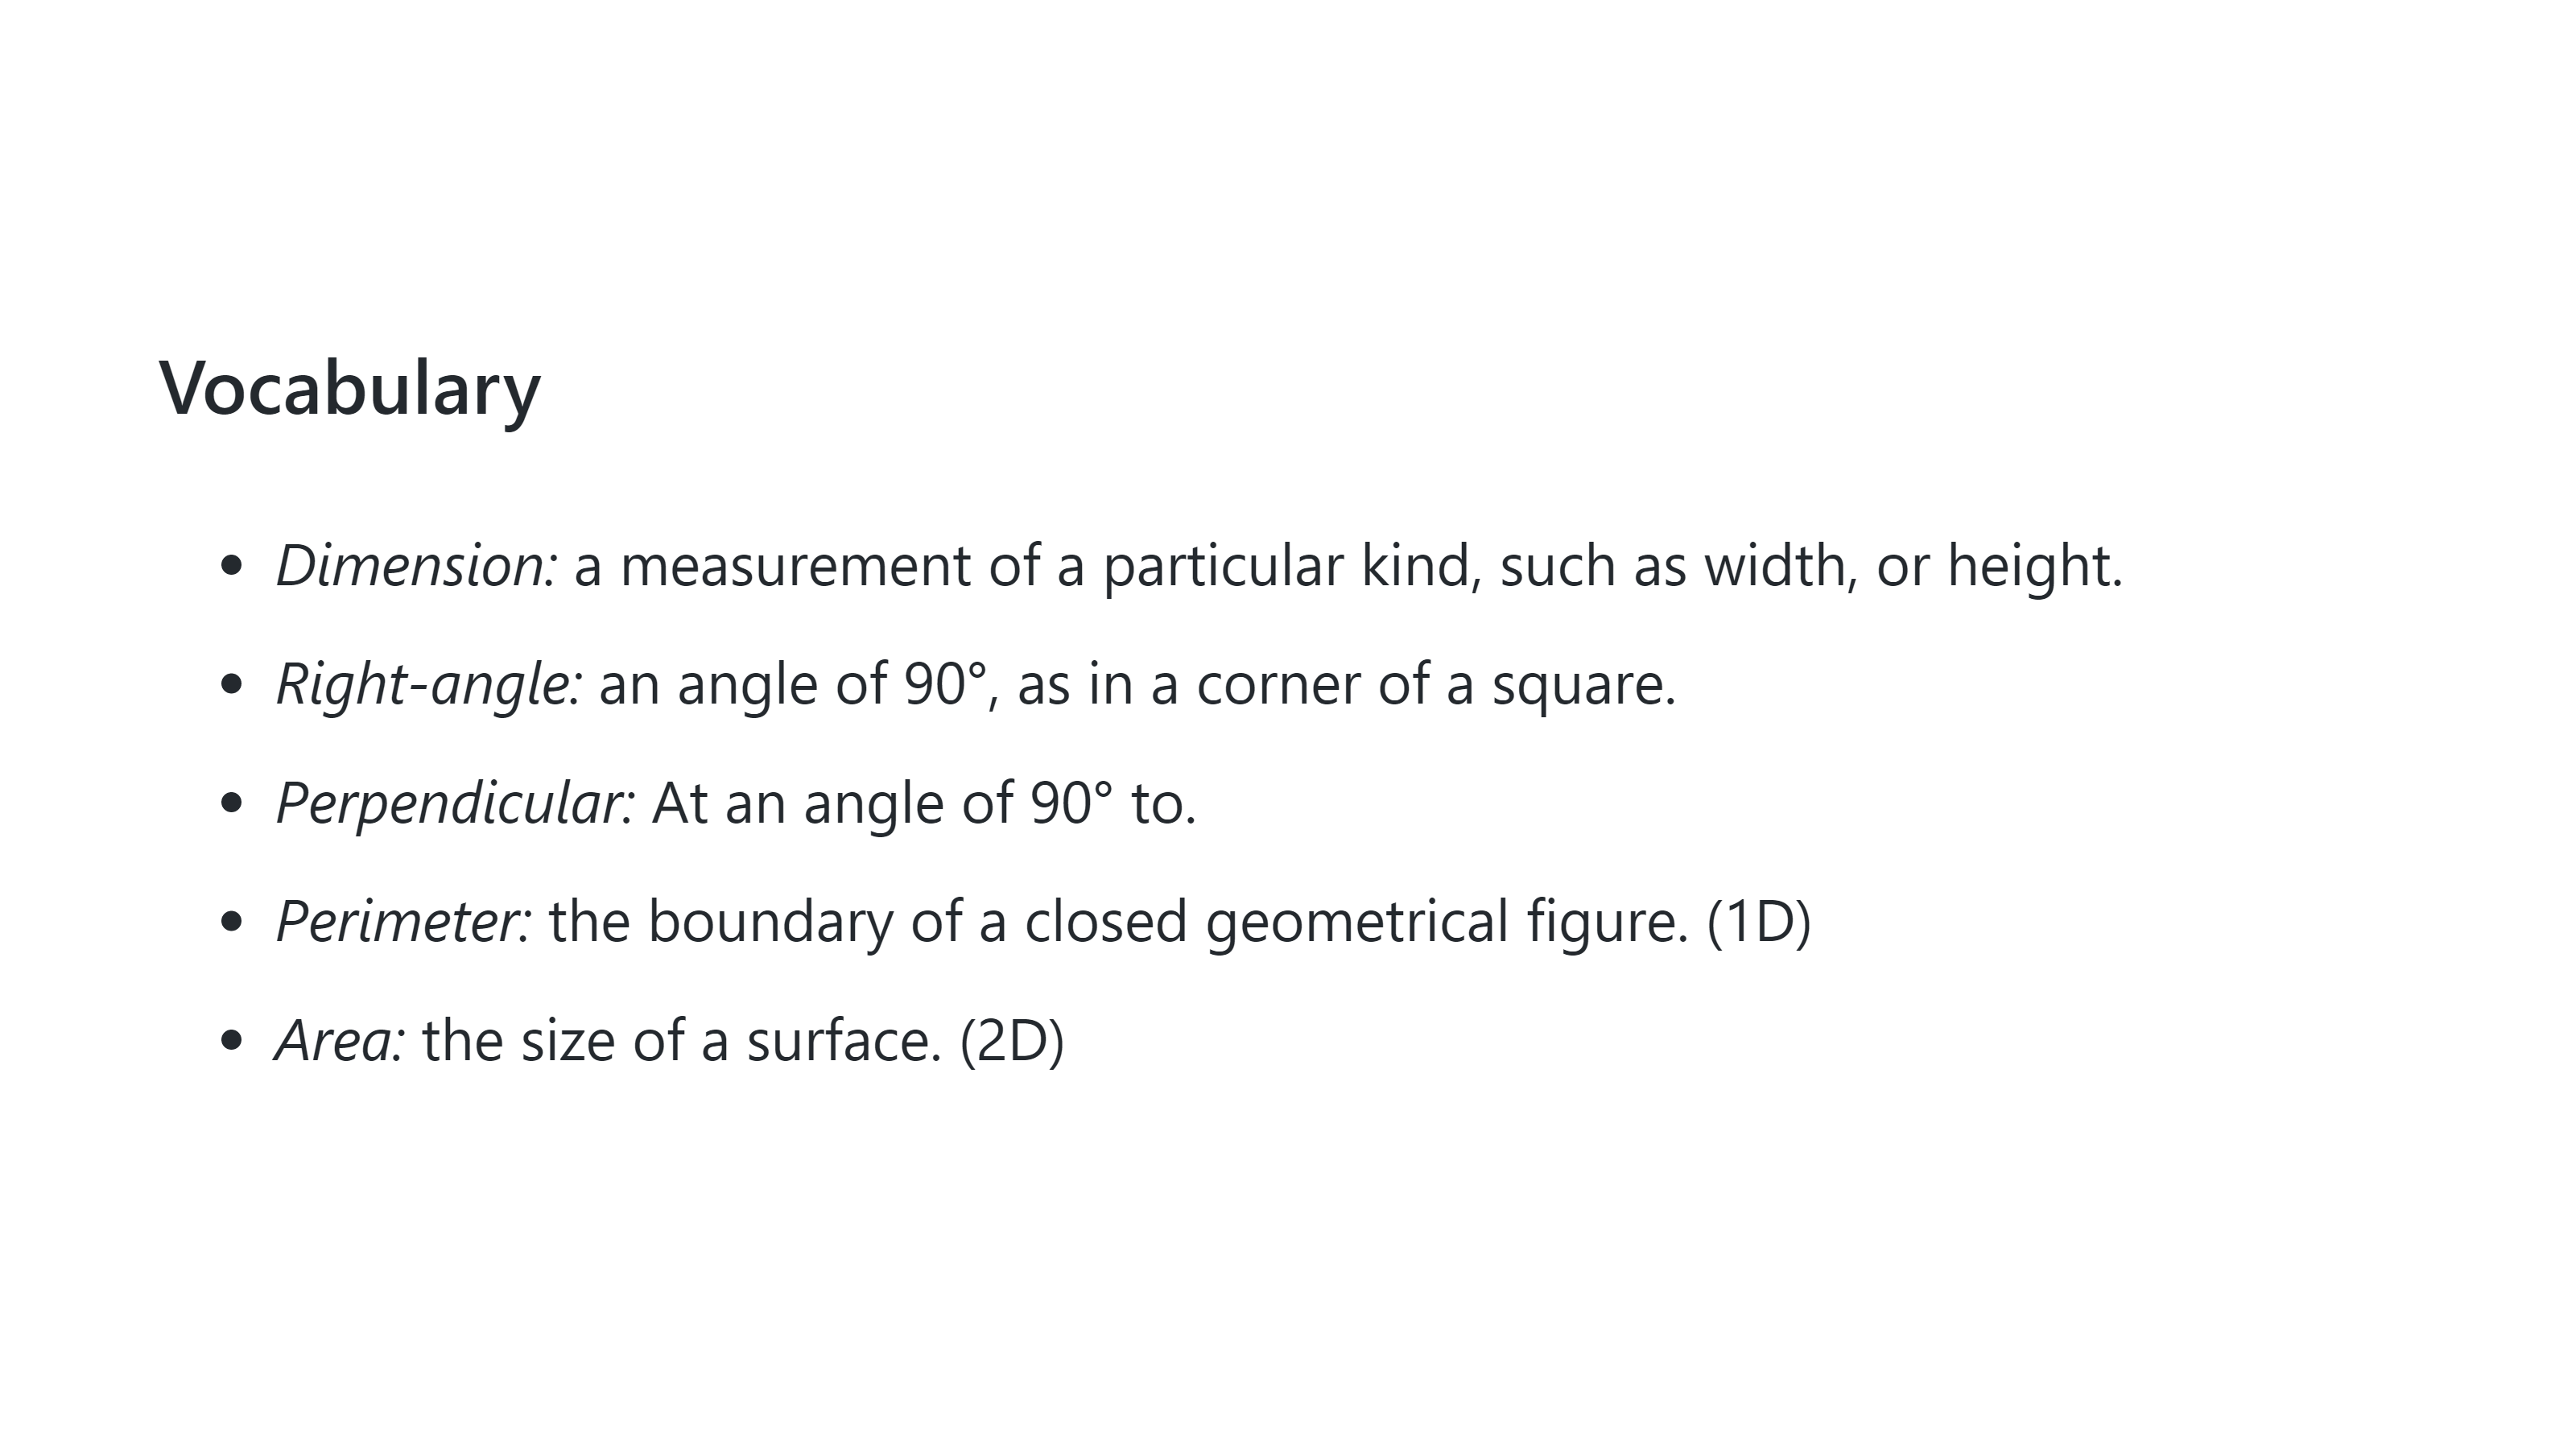 Vocabulary
Dimension: a measurement of a particular kind, such as width, or height.
Right-angle: an angle of 90°, as in a corner of a square.
Perpendicular: At an angle of 90° to.
Perimeter: the boundary of a closed geometrical figure. (1D)
Area: the size of a surface. (2D)